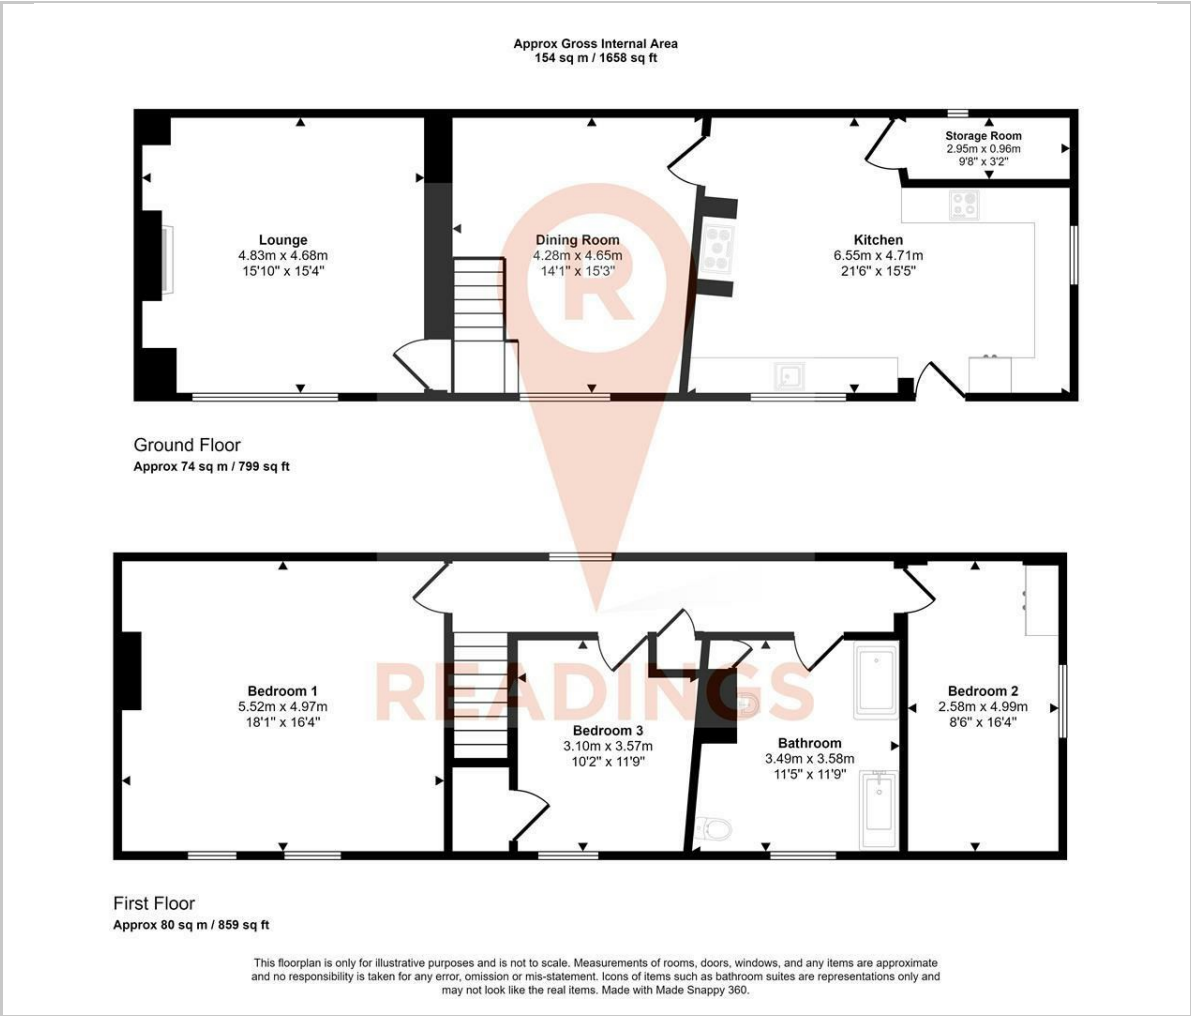 Approx Gross Internal Area
154 sq m / 1658 sq ft
Storage Room
2.95m x 0.96m
9'8" x 3'2"
Lounge
4.83m x 4.68m
15'10" x 15'4"
Dining Room
4.28m x 4.65m
14'1" x 15'3"
Kitchen
6.55m x 4.71m
21'6" x 15'5"
R
Ground Floor
Approx 74 sq m / 799 sq ft
READINGS
Bedroom 1
5.52m x 4.97m
18'1" x 16'4"
Bedroom 3
3.10m x 3.57m
10'2" x 11'9"
Bathroom
3.49m x 3.58m
11'5" x 11'9"
Bedroom 2
2.58m x 4.99m
8'6" x 16'4"
First Floor
Approx 80 sq m / 859 sq ft
This floorplan is only for illustrative purposes and is not to scale. Measurements of rooms, doors, windows, and any items are approximate
and no responsibility is taken for any error, omission or mis-statement. Icons of items such as bathroom suites are representations only and
may not look like the real items. Made with Made Snappy 360.